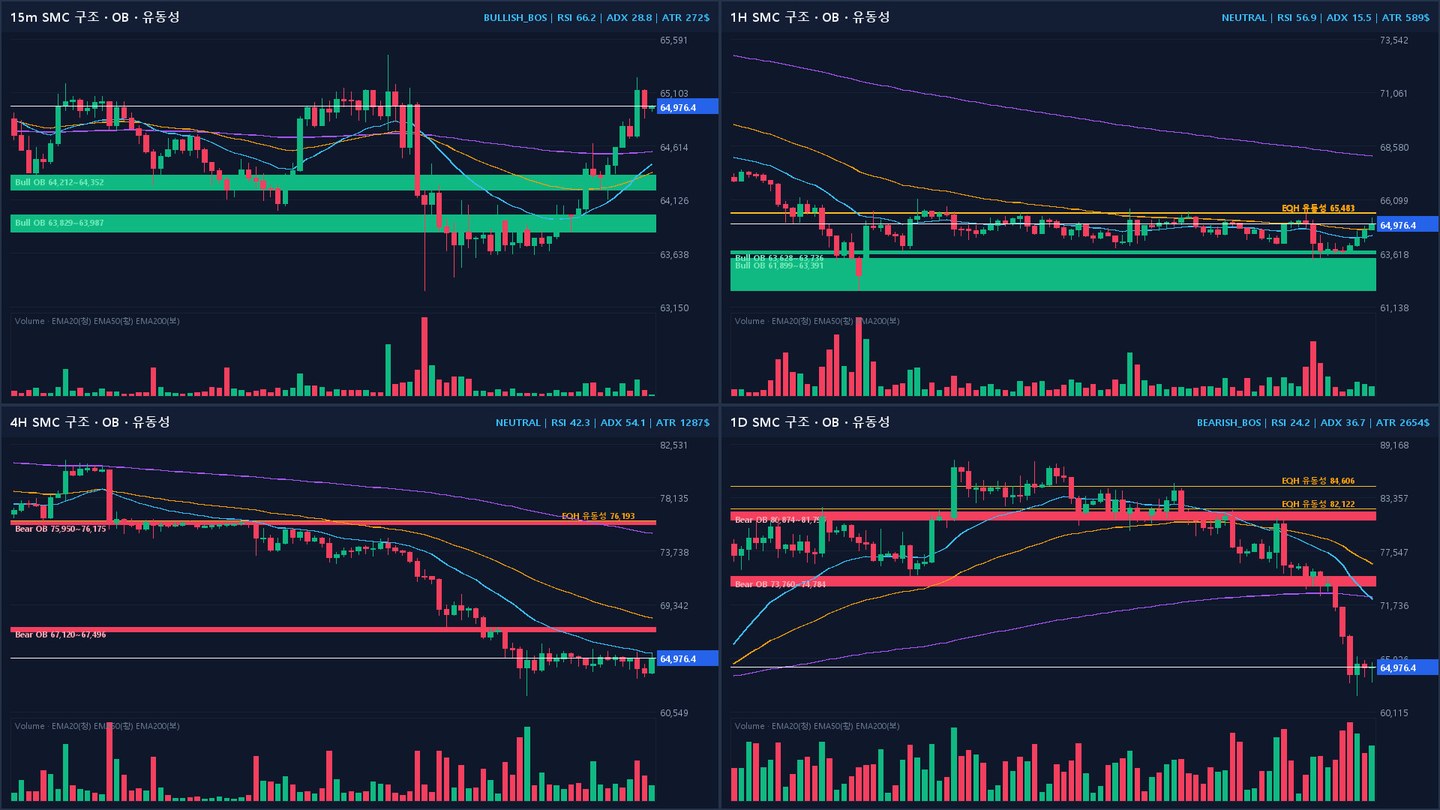 15m SMC 구조 · OB · 유동성
BULLISH_BOS | RSI 66.2 | ADX 28.8 | ATR 272$
65,591
65,103
64,976.4
64,614
64,126
63,638
63,150
Bull OB 64,212~64,352
Bull OB 63,829~63,987
Volume · EMA20(청) EMA50(황) EMA200(보)
1H SMC 구조 · OB · 유동성
NEUTRAL | RSI 56.9 | ADX 15.5 | ATR 589$
73,542
71,061
68,580
66,099
64,976.4
63,618
61,138
EQH 유동성 65,483
Bull OB 63,628~63,736
Bull OB 61,899~63,391
Volume · EMA20(청) EMA50(황) EMA200(보)
4H SMC 구조 · OB · 유동성
NEUTRAL | RSI 42.3 | ADX 54.1 | ATR 1287$
82,531
78,135
73,738
69,342
64,976.4
60,549
EQH 유동성 76,193
Bear OB 75,950~76,175
Bear OB 67,120~67,496
Volume · EMA20(청) EMA50(황) EMA200(보)
1D SMC 구조 · OB · 유동성
BEARISH_BOS | RSI 24.2 | ADX 36.7 | ATR 2654$
89,168
83,357
77,547
71,736
64,976.4
60,115
EQH 유동성 84,606
EQH 유동성 82,122
Bear OB
Bear OB 73,760~74,784
Volume · EMA20(청) EMA50(황) EMA200(보)